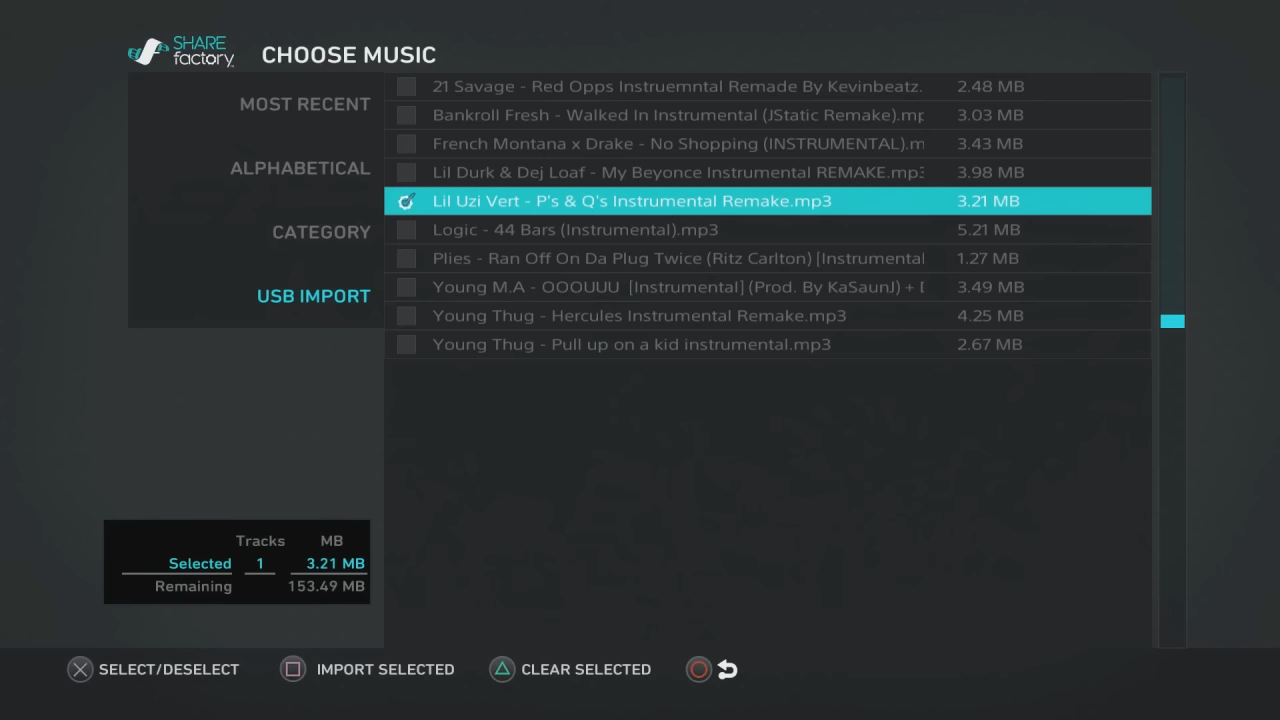 SHARE
factory™
CHOOSE MUSIC
MOST RECENT
ALPHABETICAL
CATEGORY
USB IMPORT
21 Savage - Red Opps Instruemntal Remade By Kevinbeatz. 2.48 MB
Bankroll Fresh - Walked In Instrumental (JStatic Remake).mp 3.03 MB
French Montana x Drake - No Shopping (INSTRUMENTAL).m 3.43 MB
Lil Durk & Dej Loaf - My Beyonce Instrumental REMAKE.mp3 3.98 MB
Lil Uzi Vert - P's & Q's Instrumental Remake.mp3 3.21 MB
Logic - 44 Bars (Instrumental).mp3 5.21 MB
Plies - Ran Off On Da Plug Twice (Ritz Carlton) [Instrumental 1.27 MB
Young M.A - OOOUUU [Instrumental] (Prod. By KaSaunJ) + D 3.49 MB
Young Thug - Hercules Instrumental Remake.mp3 4.25 MB
Young Thug - Pull up on a kid instrumental.mp3 2.67 MB
Tracks MB
Selected 1 3.21 MB
Remaining 153.49 MB
SELECT/DESELECT IMPORT SELECTED CLEAR SELECTED